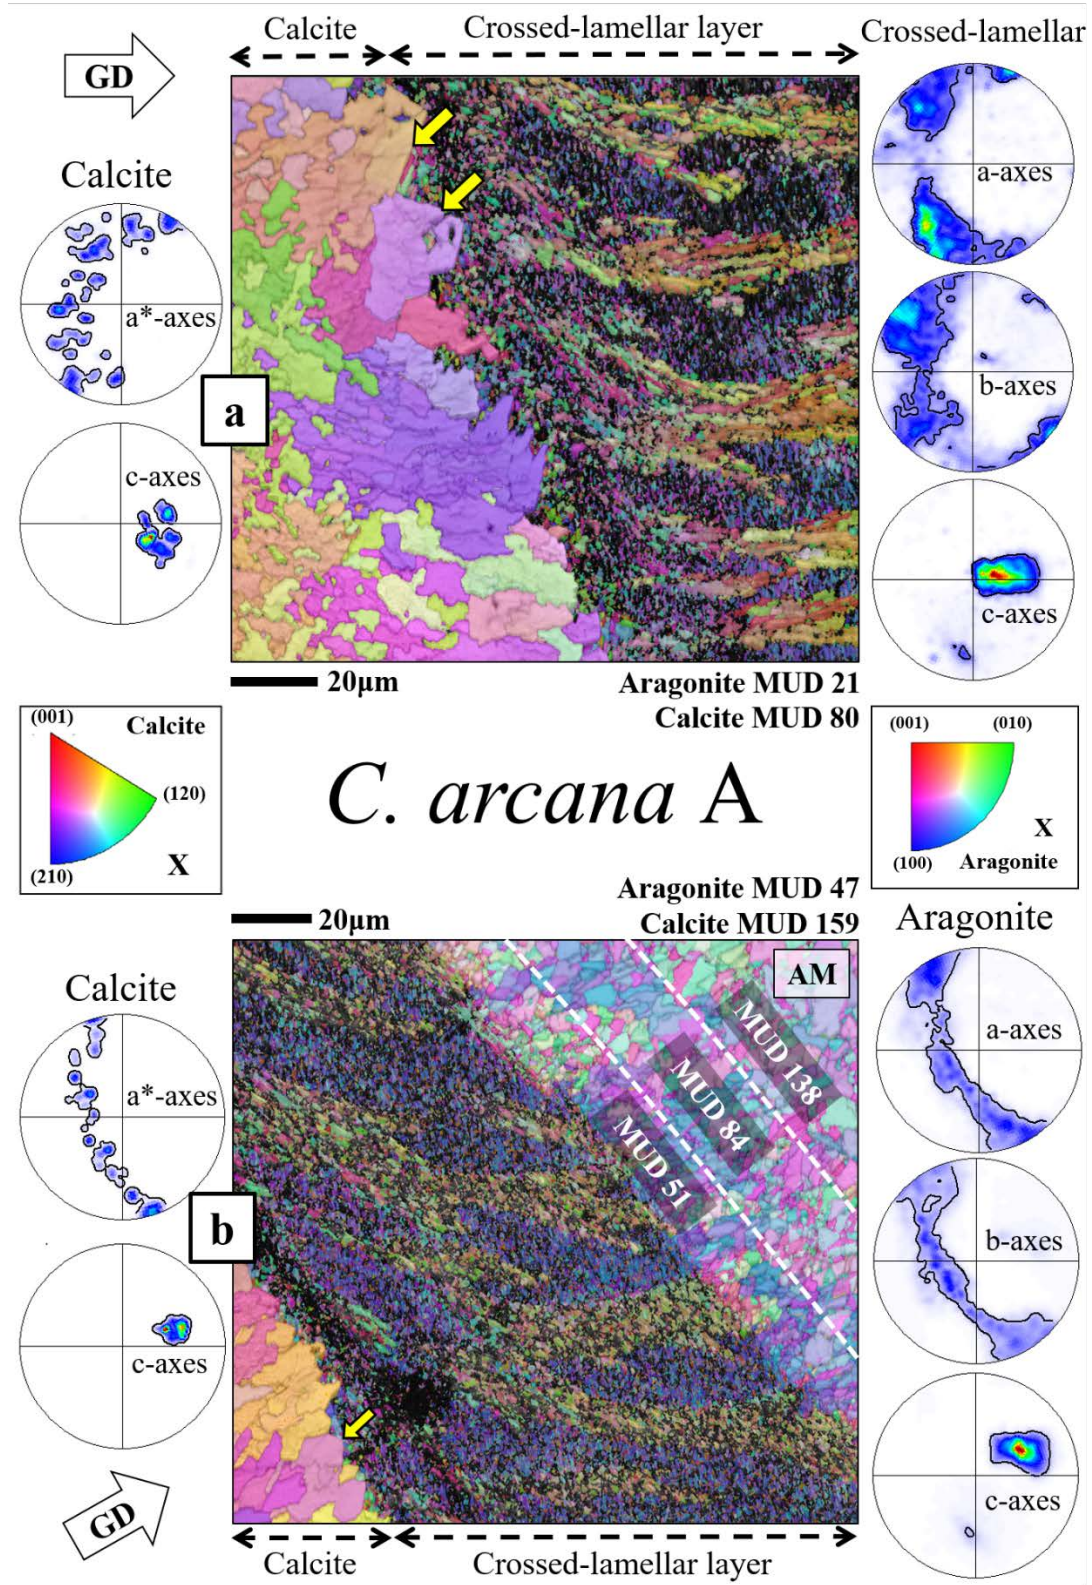 Calcite
Crossed-lamellar layer
Crossed-lamellar
GD
Calcite
a*-axes
c-axes
a
a-axes
b-axes
c-axes
20μm
Aragonite MUD 21
Calcite MUD 80
(001)
Calcite
(120)
X
(210)
C. arcana A
(001)
(010)
X
(100)
Aragonite
Aragonite MUD 47
20μm
Calcite MUD 159
Aragonite
Calcite
a*-axes
b
c-axes
AM
MUD 138
MUD 84
MUD 51
a-axes
b-axes
c-axes
GD
Calcite
Crossed-lamellar layer